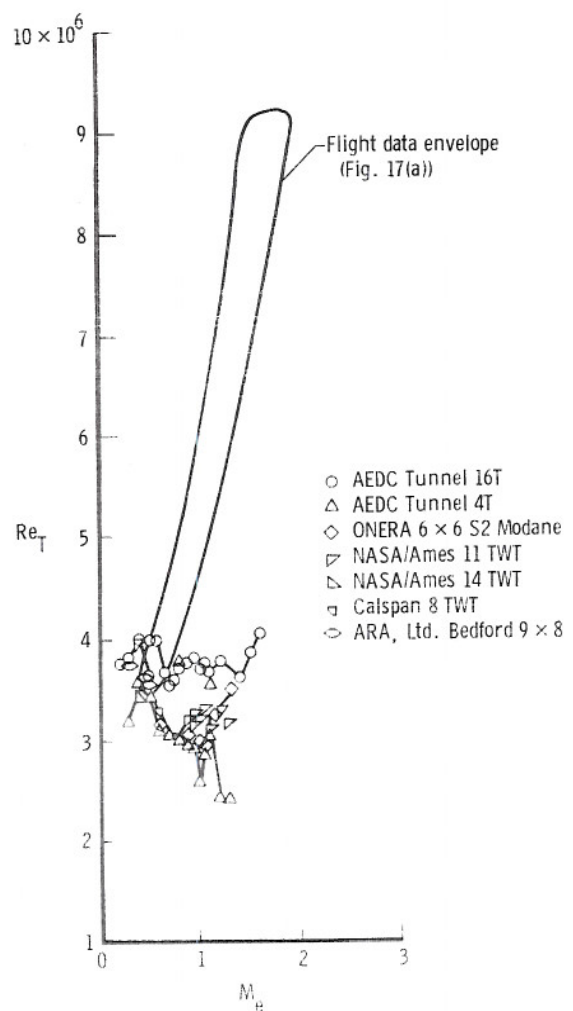 10 × 10⁶
9
8
7
6
5
4
3
2
1
0
1
2
3
Re_T
M_e
Flight data envelope
(Fig. 17(a))
AEDC Tunnel 16T
AEDC Tunnel 4T
ONERA 6 × 6 S2 Modane
NASA/Ames 11 TWT
NASA/Ames 14 TWT
Calspan 8 TWT
ARA, Ltd. Bedford 9 × 8